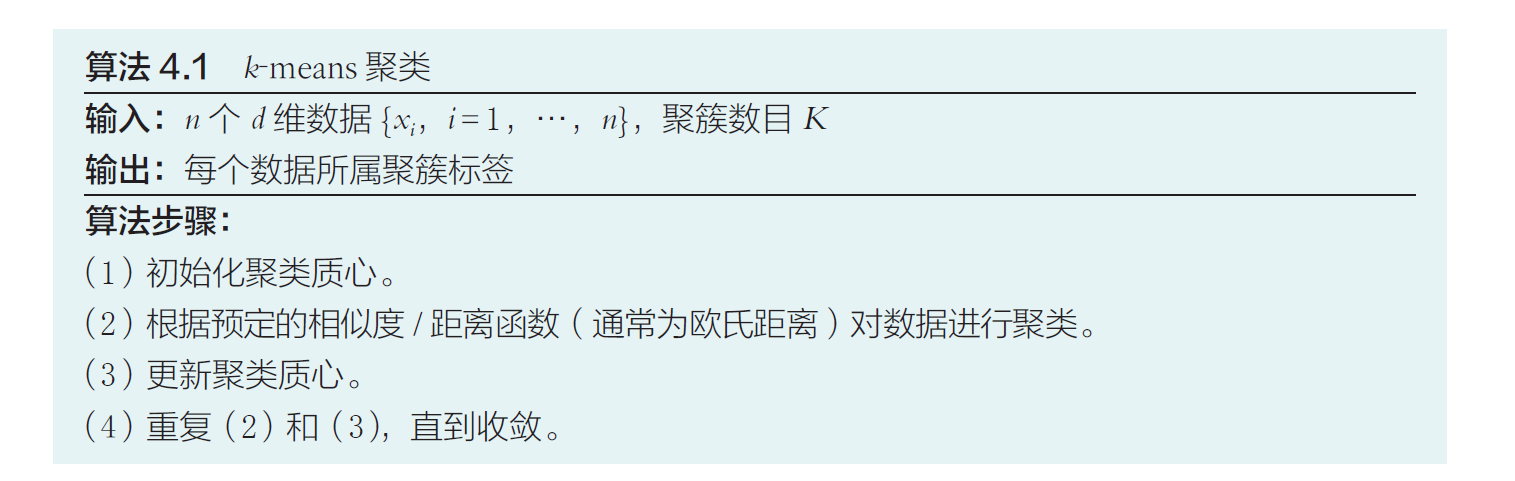 算法 4.1 k-means 聚类
输入：n 个 d 维数据 {xᵢ，i = 1，…，n}，聚簇数目 K
输出：每个数据所属聚簇标签
算法步骤：
（1）初始化聚类质心。
（2）根据预定的相似度 / 距离函数（通常为欧氏距离）对数据进行聚类。
（3）更新聚类质心。
（4）重复（2）和（3），直到收敛。